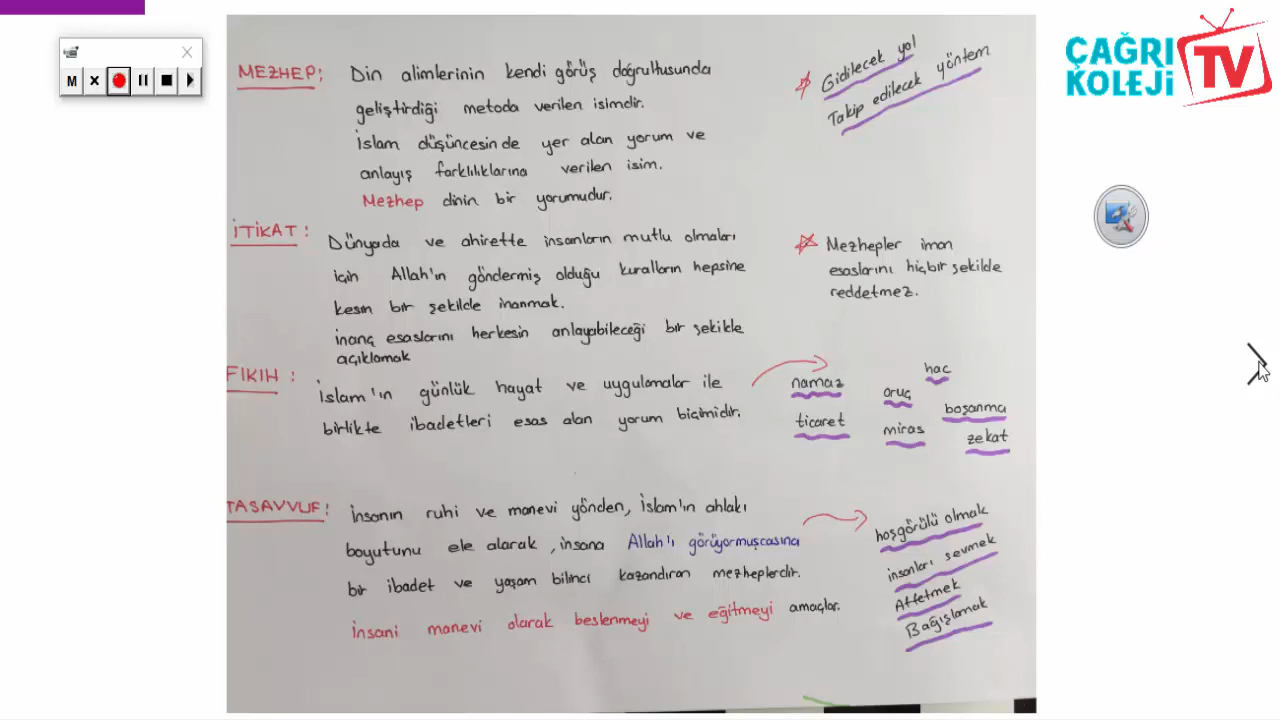 M
ÇAĞRI
KOLEJİ
TV
MEZHEP: Din alimlerinin kendi görüş doğrultusunda
geliştirdiği metoda verilen isimdir.
İslam düşüncesinde yer alan yorum ve
anlayış farklılıklarına verilen isim.
Mezhep dinin bir yorumudur.
Gidilecek yol
Takip edilecek yöntem
İTİKAT: Dünyada ve ahirette insanların mutlu olmaları
için Allah'ın göndermiş olduğu kuralların hepsine
kesin bir şekilde inanmak.
inanç esaslarını herkesin anlayabileceği bir şekilde
açıklamak
Mezhepler iman
esaslarını hiçbir şekilde
reddetmez.
FIKIH: İslam'ın günlük hayat ve uygulamalar ile
birlikte ibadetleri esas alan yorum biçimidir.
namaz oruç hac
ticaret miras boşanma
zekat
TASAVVUF: İnsanın ruhi ve manevi yönden, İslam'ın ahlakı
boyutunu ele alarak, insana Allah'ı görüyormuşcasına
bir ibadet ve yaşam bilinci kazandıran mezheplerdir.
İnsani manevi olarak beslenmeyi ve eğitmeyi amaçlar.
hoşgörülü olmak
insanları sevmek
Affetmek
Bağışlamak